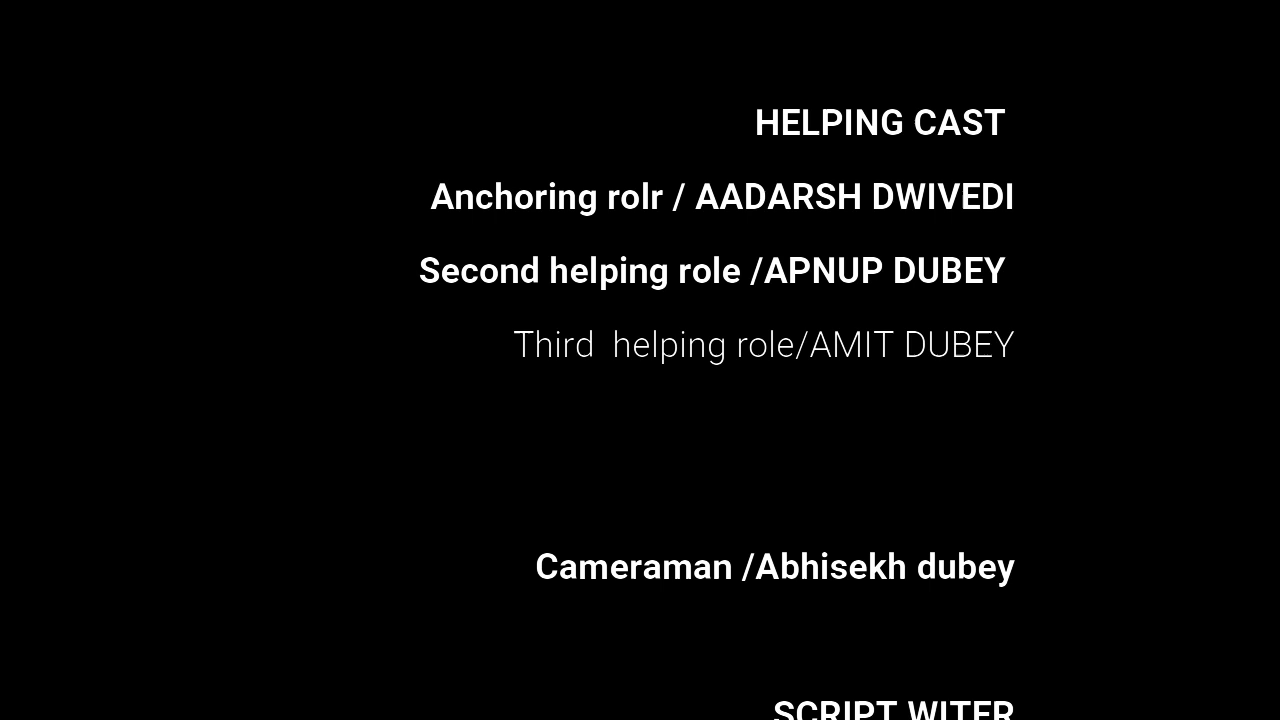 HELPING CAST
Anchoring rolr / AADARSH DWIVEDI
Second helping role /APNUP DUBEY
Third  helping role/AMIT DUBEY
Cameraman /Abhisekh dubey
SCRIPT WITER